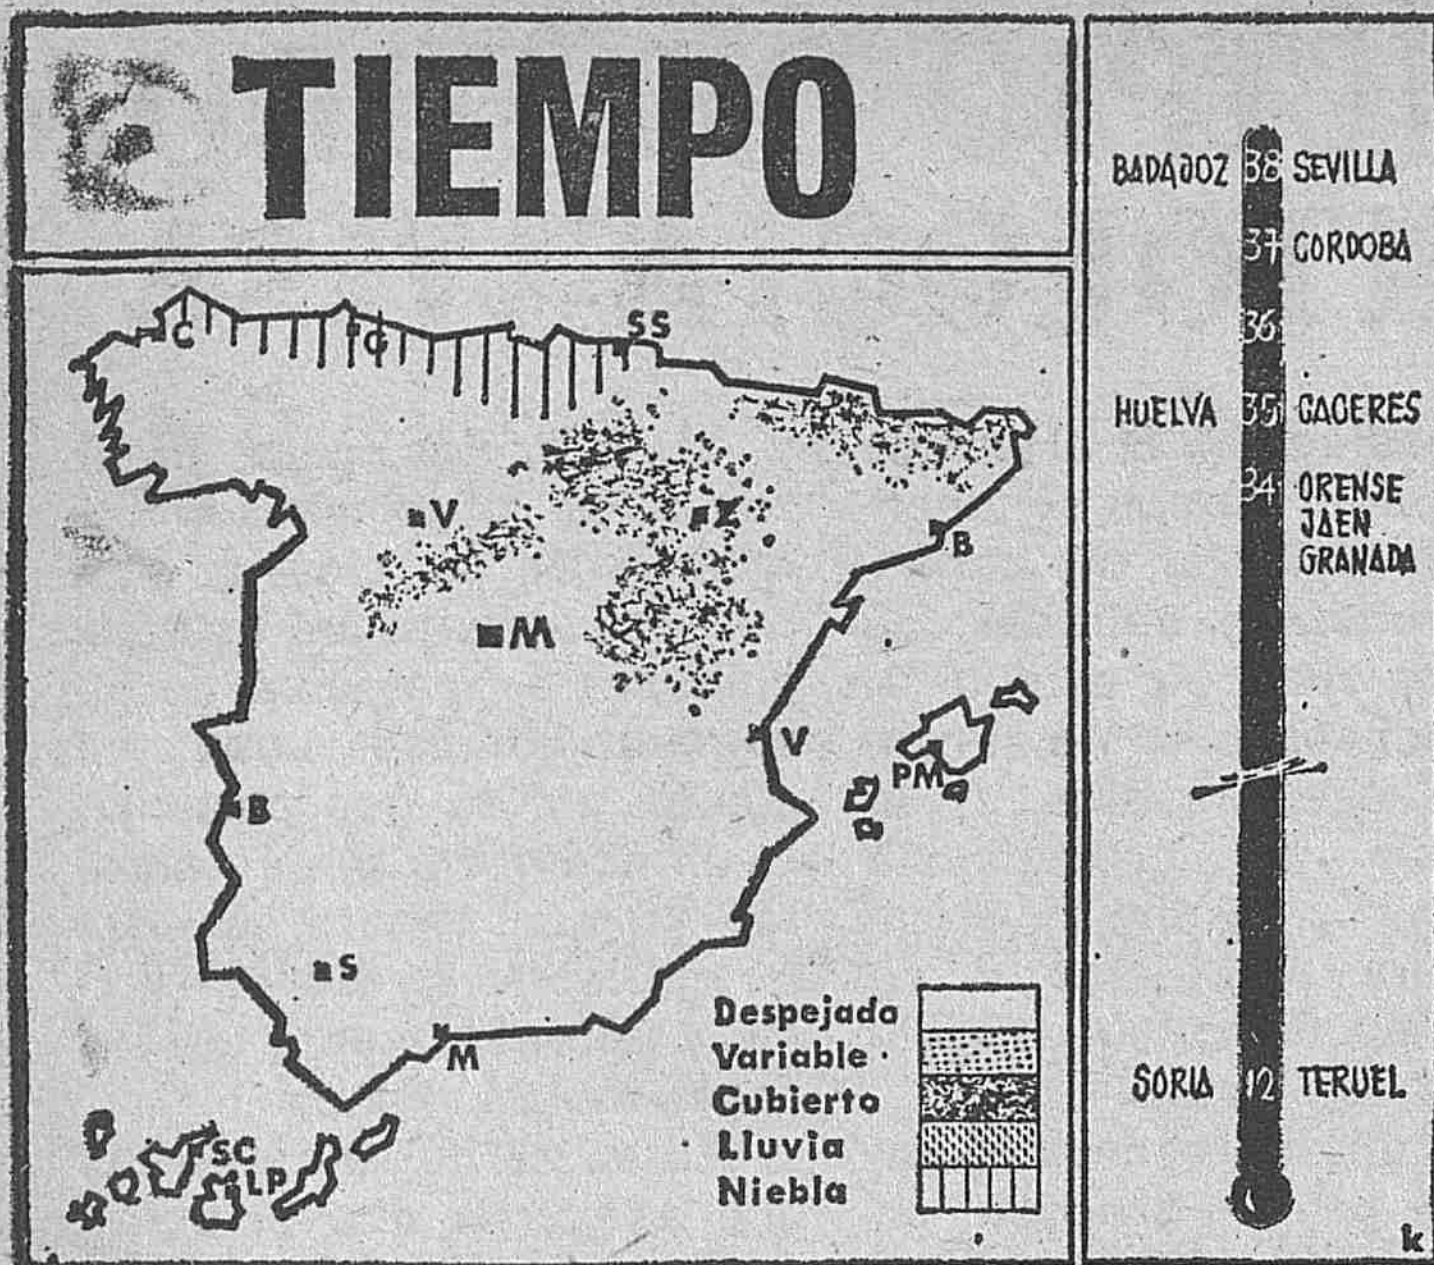 TIEMPO
C
G
SS
V
Z
B
M
V
PM
B
S
M
SC
LP
Despejado
Variable
Cubierto
Lluvia
Niebla
BADAJOZ 38 SEVILLA
37 CORDOBA
36
HUELVA 35 CACERES
34 ORENSE
JAEN
GRANADA
SORIA 12 TERUEL
k